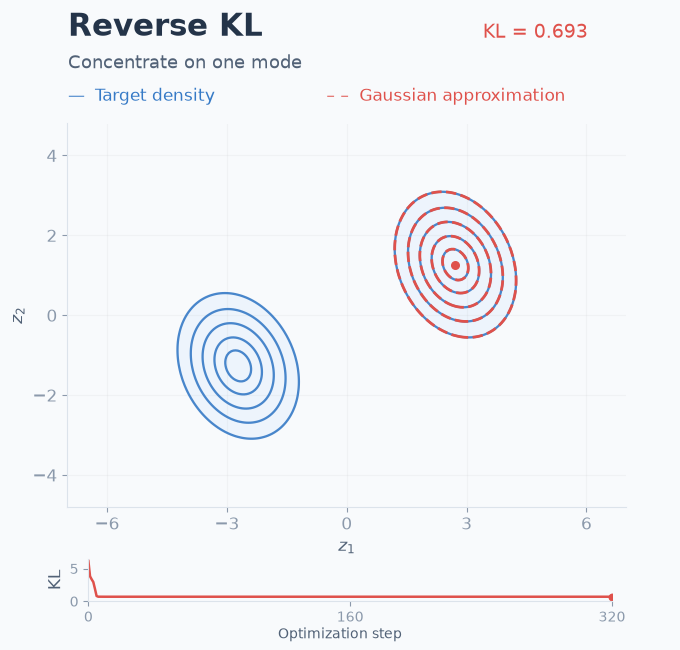 Reverse KL
KL = 0.693
Concentrate on one mode
— Target density
– – Gaussian approximation
4
2
0
−2
−4
z₂
−6
−3
0
3
6
z₁
KL
5
0
0
160
320
Optimization step